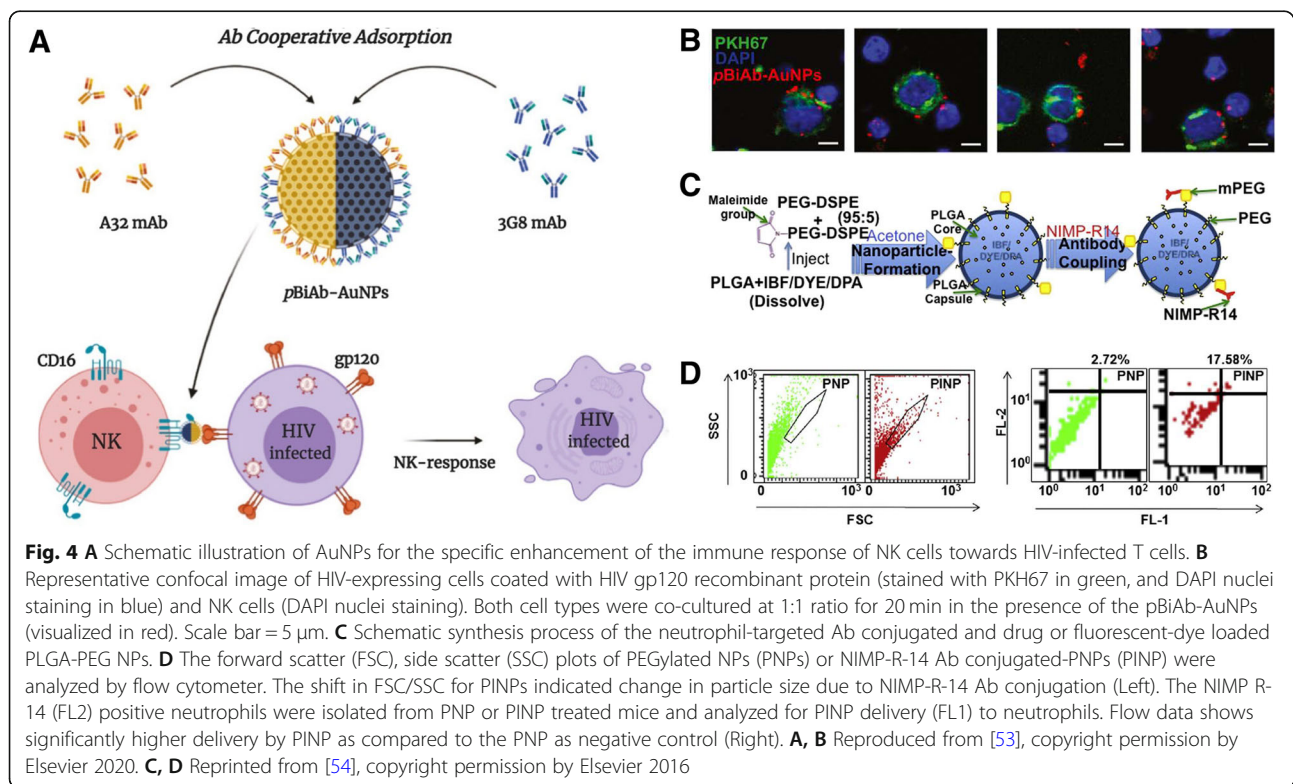 A
Ab Cooperative Adsorption
A32 mAb
3G8 mAb
pBiAb-AuNPs
CD16
gp120
NK
HIV
infected
NK-response
HIV
infected
B
PKH67
DAPI
pBiAb-AuNPs
C
Maleimide
group
PEG-DSPE
+ (95:5)
N-PEG-DSPE
Inject
PLGA+IBF/DYE/DPA
(Dissolve)
Acetone
Nanoparticle-
Formation
PLGA
Core
IBF/
DYE/DPA
PLGA
Capsule
NIMP-R14
Antibody
Coupling
mPEG
PEG
IBF/
DYE/DPA
NIMP-R14
D
SSC
10³
0
PNP
PINP
0
10³
0
10³
FSC
2.72%
17.58%
FL-2
10¹
10⁰
PNP
PINP
10⁰
10¹
10²
10⁰
10¹
10²
FL-1
Fig. 4 A Schematic illustration of AuNPs for the specific enhancement of the immune response of NK cells towards HIV-infected T cells. B
Representative confocal image of HIV-expressing cells coated with HIV gp120 recombinant protein (stained with PKH67 in green, and DAPI nuclei
staining in blue) and NK cells (DAPI nuclei staining). Both cell types were co-cultured at 1:1 ratio for 20 min in the presence of the pBiAb-AuNPs
(visualized in red). Scale bar = 5 μm. C Schematic synthesis process of the neutrophil-targeted Ab conjugated and drug or fluorescent-dye loaded
PLGA-PEG NPs. D The forward scatter (FSC), side scatter (SSC) plots of PEGylated NPs (PNPs) or NIMP-R-14 Ab conjugated-PNPs (PINP) were
analyzed by flow cytometer. The shift in FSC/SSC for PINPs indicated change in particle size due to NIMP-R-14 Ab conjugation (Left). The NIMP R-
14 (FL2) positive neutrophils were isolated from PNP or PINP treated mice and analyzed for PINP delivery (FL1) to neutrophils. Flow data shows
significantly higher delivery by PINP as compared to the PNP as negative control (Right). A, B Reproduced from [53], copyright permission by
Elsevier 2020. C, D Reprinted from [54], copyright permission by Elsevier 2016